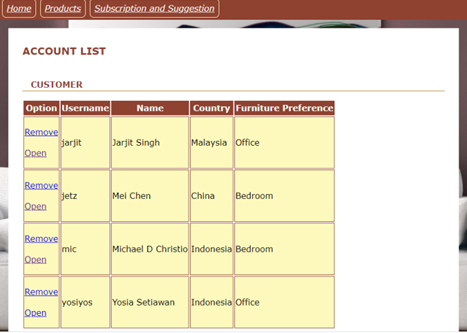 Home Products Subscription and Suggestion
ACCOUNT LIST
CUSTOMER
Option Username Name Country Furniture Preference
Remove
Open jarjit Jarjit Singh Malaysia Office
Remove
Open jetz Mei Chen China Bedroom
Remove
Open mic Michael D Christio Indonesia Bedroom
Remove
Open yosiyos Yosia Setiawan Indonesia Office